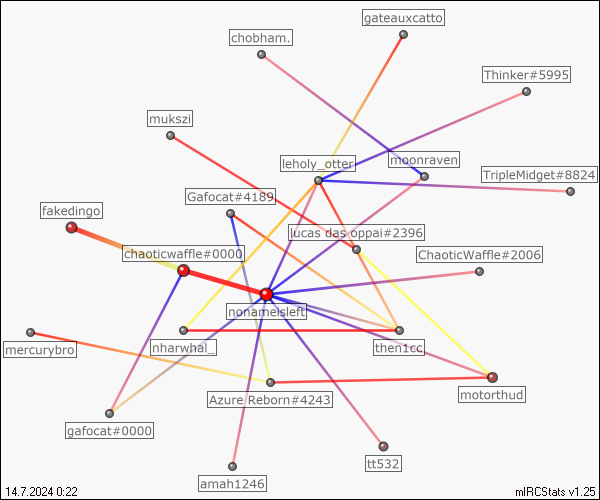 gateauxcatto
chobham.
Thinker#5995
mukszi
leholy_otter
moonraven
TripleMidget#8824
Gafocat#4189
fakedingo
lucas das oppai#2396
chaoticwaffle#0000
ChaoticWaffle#2006
nonameisleft
mercurybro
nharwhal_
then1cc
motorthud
Azure Reborn#4243
gafocat#0000
tt532
amah1246
14.7.2024 0:22
mIRCStats v1.25